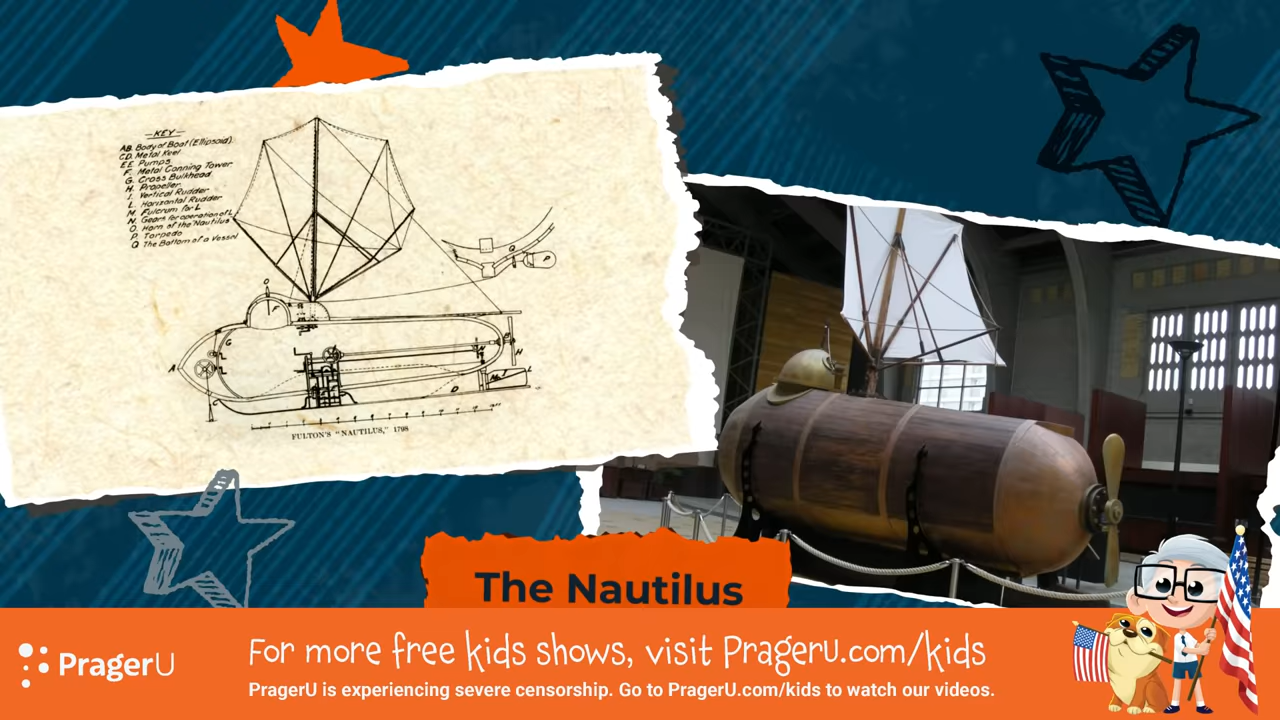 —KEY—
AB. Body of Boat (Ellipsoid)
CD. Metal Keel
EE. Pumps
F. Metal Conning Tower
G. Cross Bulkhead
H. Propeller
I. Vertical Rudder
L. Horizontal Rudder
M. Fulcrum for L
N. Gears for operation of L
O. Horn of the "Nautilus"
P. Torpedo
Q The Bottom of a Vessel
FULTON'S "NAUTILUS," 1798
The Nautilus
PragerU
For more free kids shows, visit PragerU.com/kids
PragerU is experiencing severe censorship. Go to PragerU.com/kids to watch our videos.